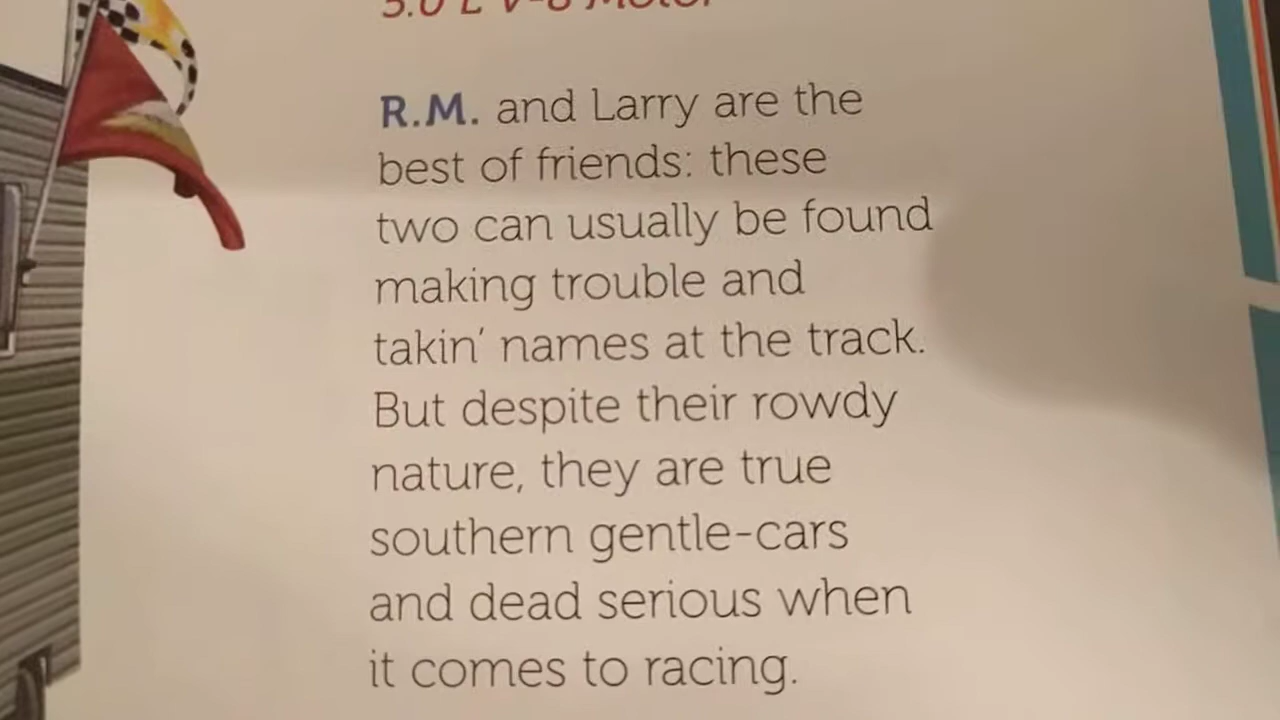 R.M. and Larry are the
best of friends: these
two can usually be found
making trouble and
takin’ names at the track.
But despite their rowdy
nature, they are true
southern gentle-cars
and dead serious when
it comes to racing.